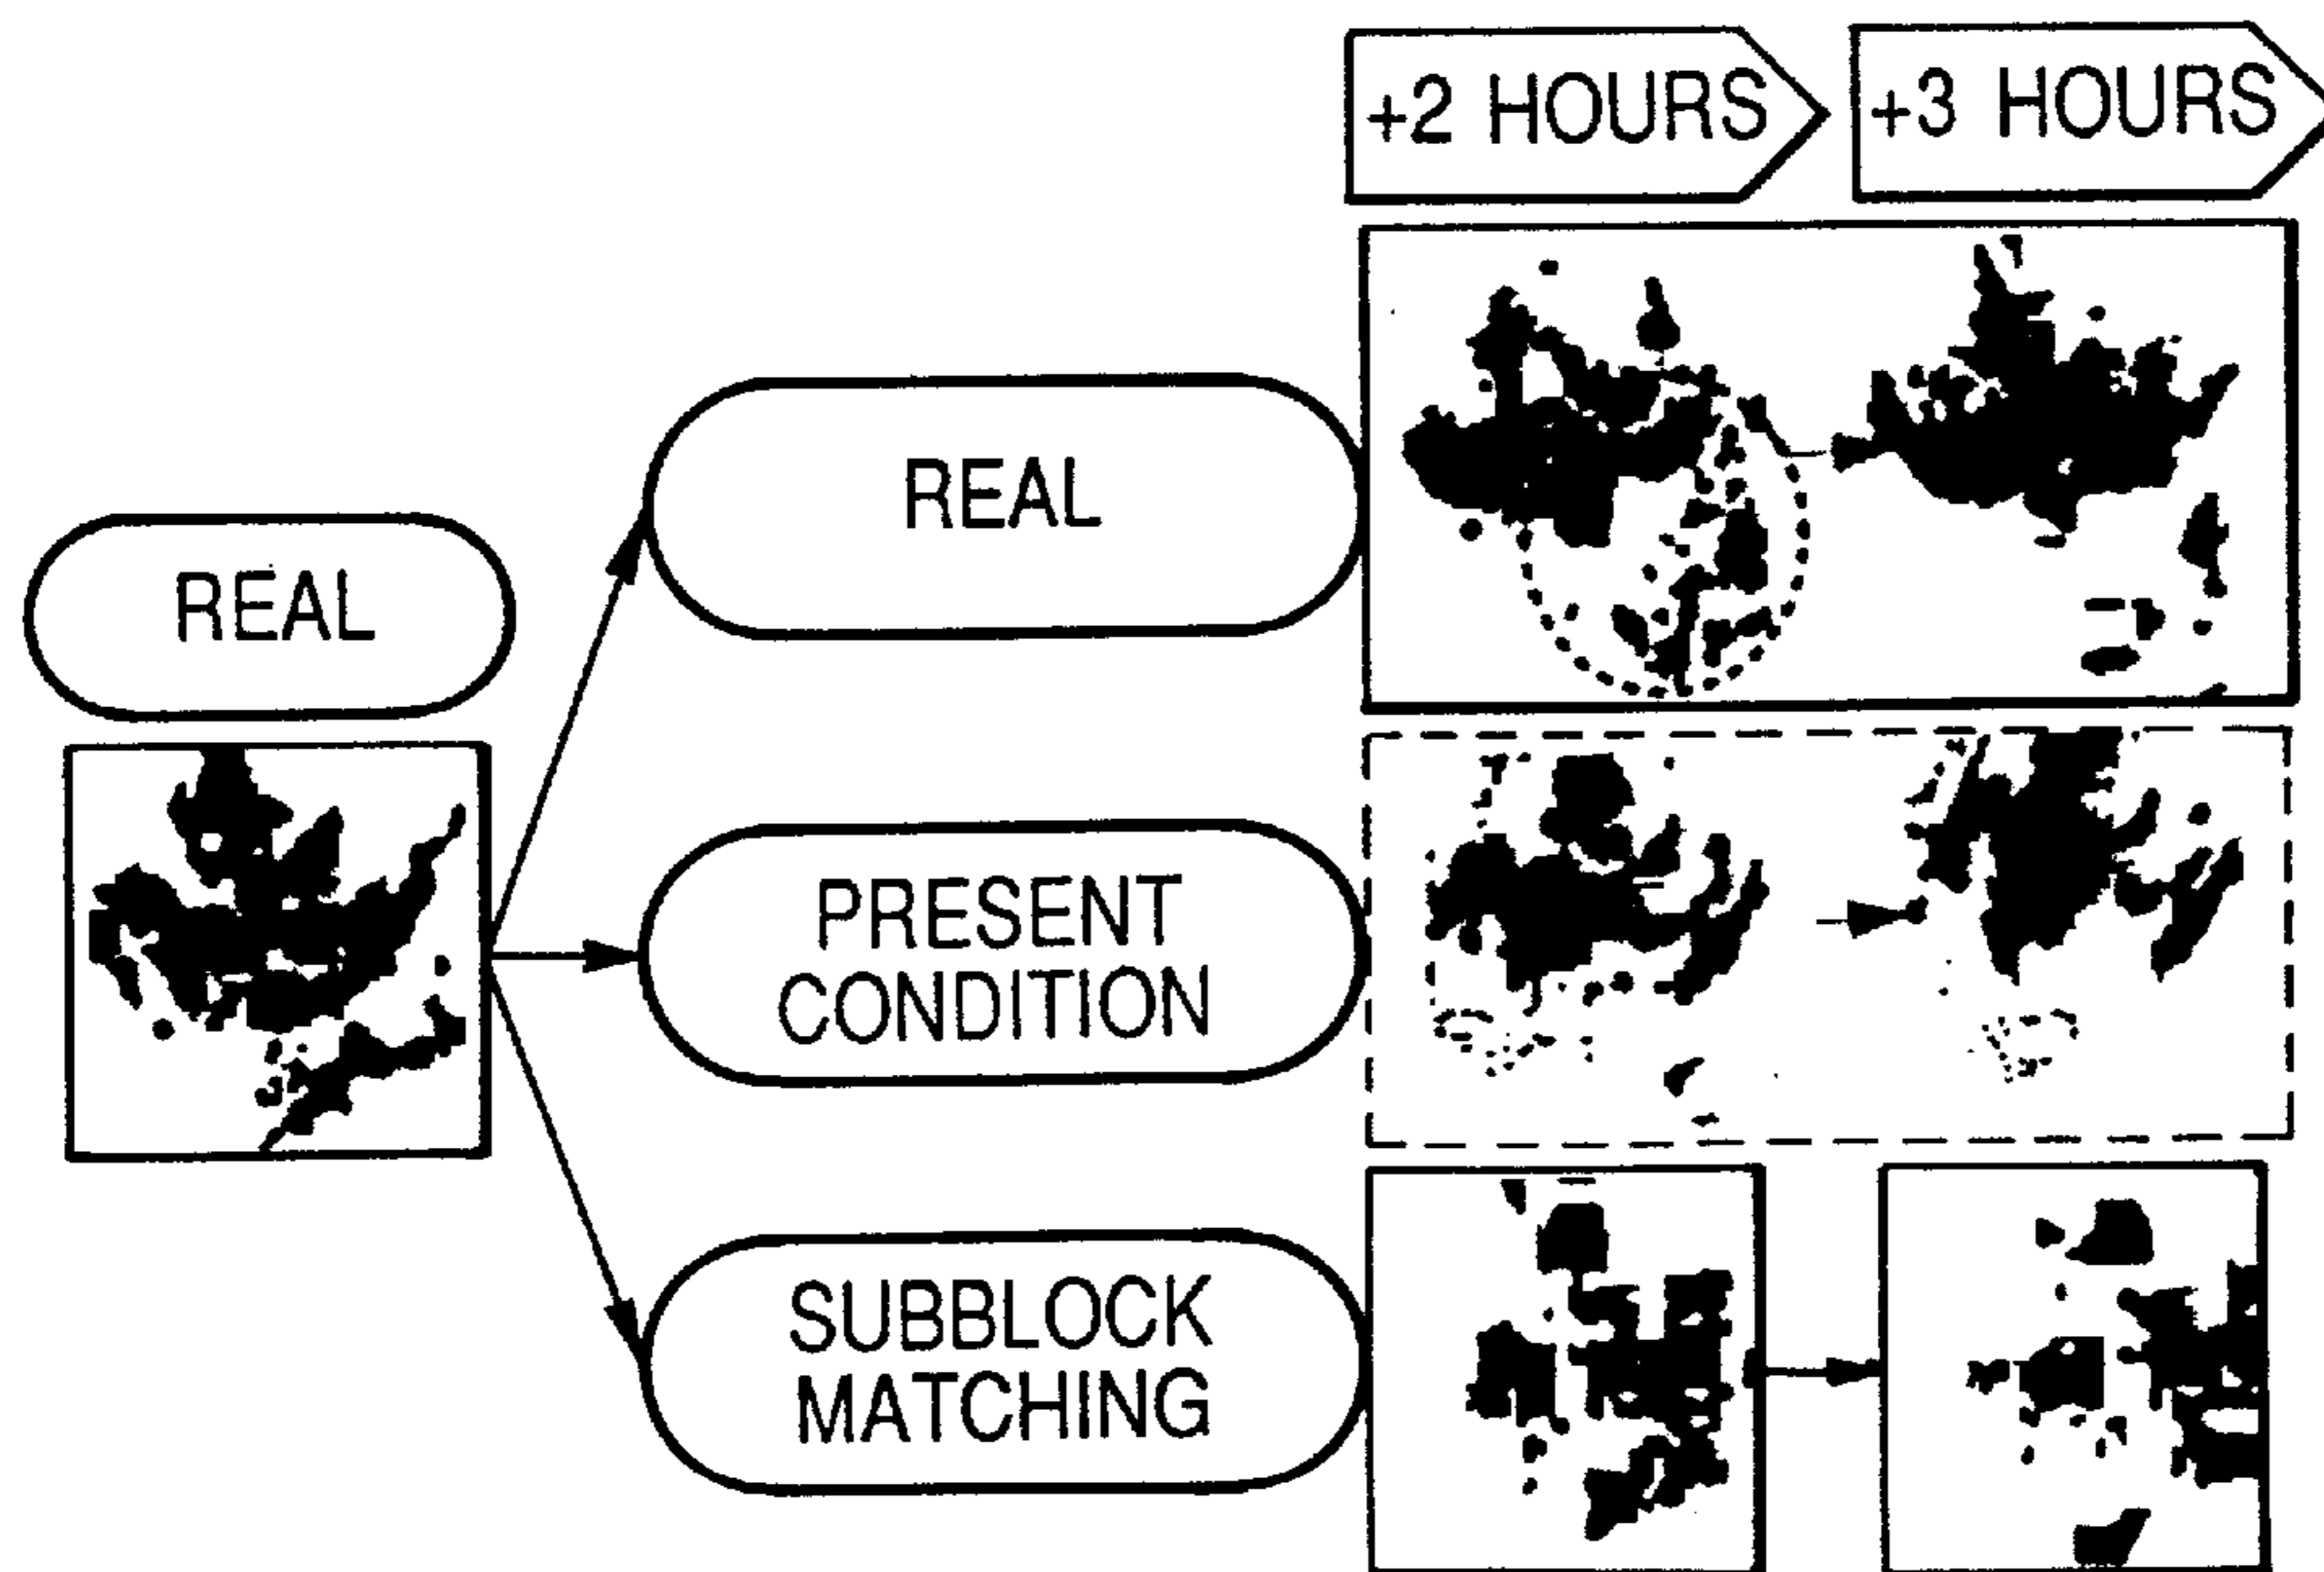 +2 HOURS
+3 HOURS
REAL
REAL
PRESENT
CONDITION
SUBBLOCK
MATCHING